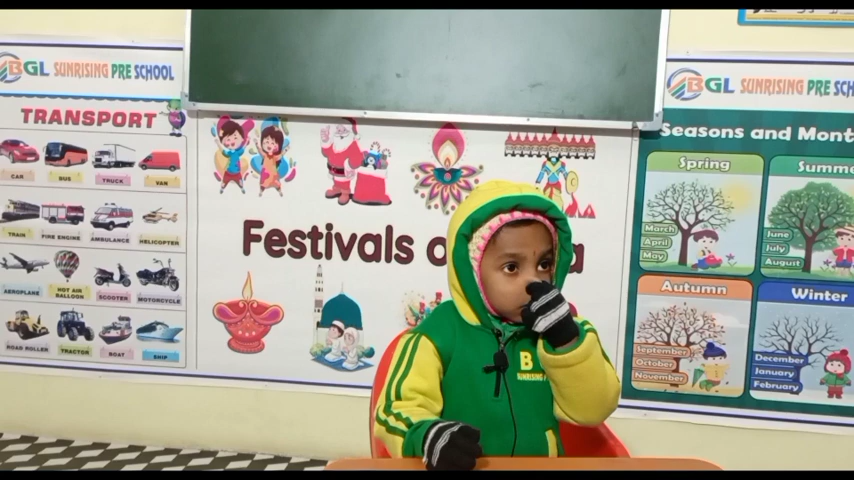 BGL SUNRISING PRE SCHOOL
TRANSPORT
CAR
BUS
TRUCK
VAN
TRAIN
FIRE ENGINE
AMBULANCE
HELICOPTER
AEROPLANE
HOT AIR
BALLOON
SCOOTER
MOTORCYCLE
ROAD ROLLER
TRACTOR
BOAT
SHIP
Festivals o
a
B
SUNRISING P
BGL SUNRISING PRE SCH
Seasons and Mont
Spring
March
April
May
Summe
June
July
August
Autumn
September
October
November
Winter
December
January
February